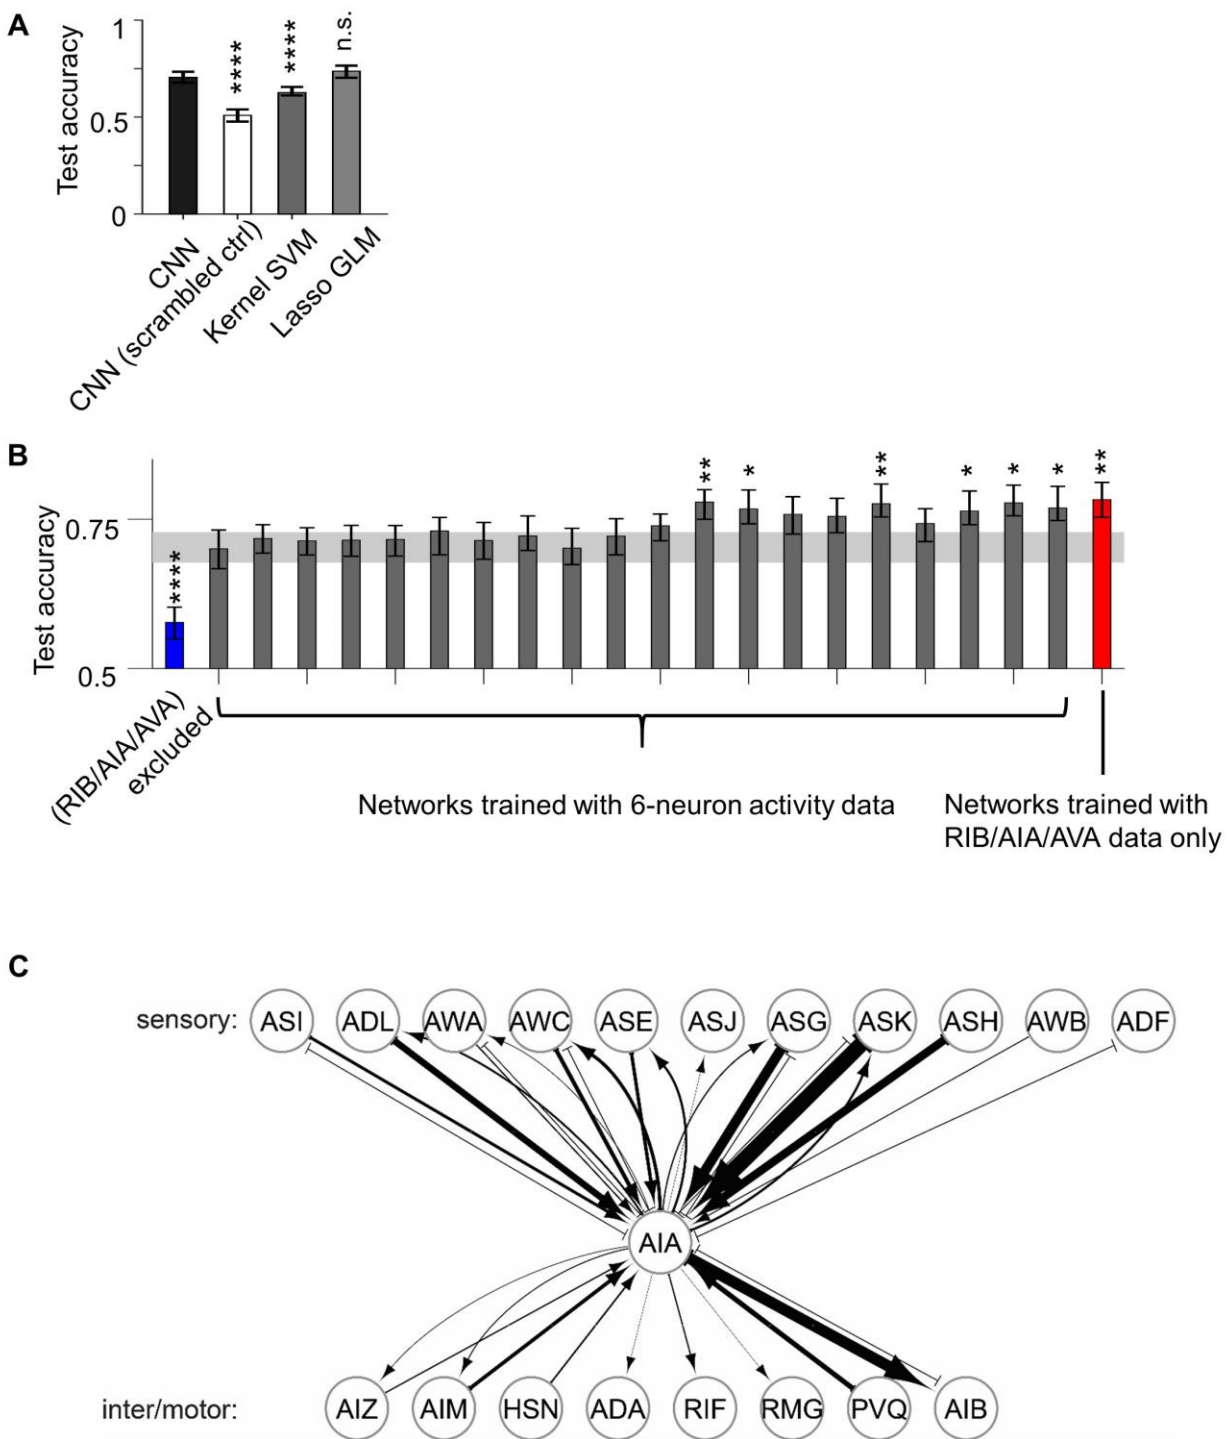 A
Test accuracy
1
0.5
0
****
****
n.s.
CNN
CNN (scrambled ctrl)
Kernel SVM
Lasso GLM
B
Test accuracy
0.75
0.5
****
**
*
**
*
*
*
**
(RIB/AIA/AVA)
excluded
Networks trained with 6-neuron activity data
Networks trained with
RIB/AIA/AVA data only
C
sensory: ASI ADL AWA AWC ASE ASJ ASG ASK ASH AWB ADF
AIA
inter/motor: AIZ AIM HSN ADA RIF RMG PVQ AIB